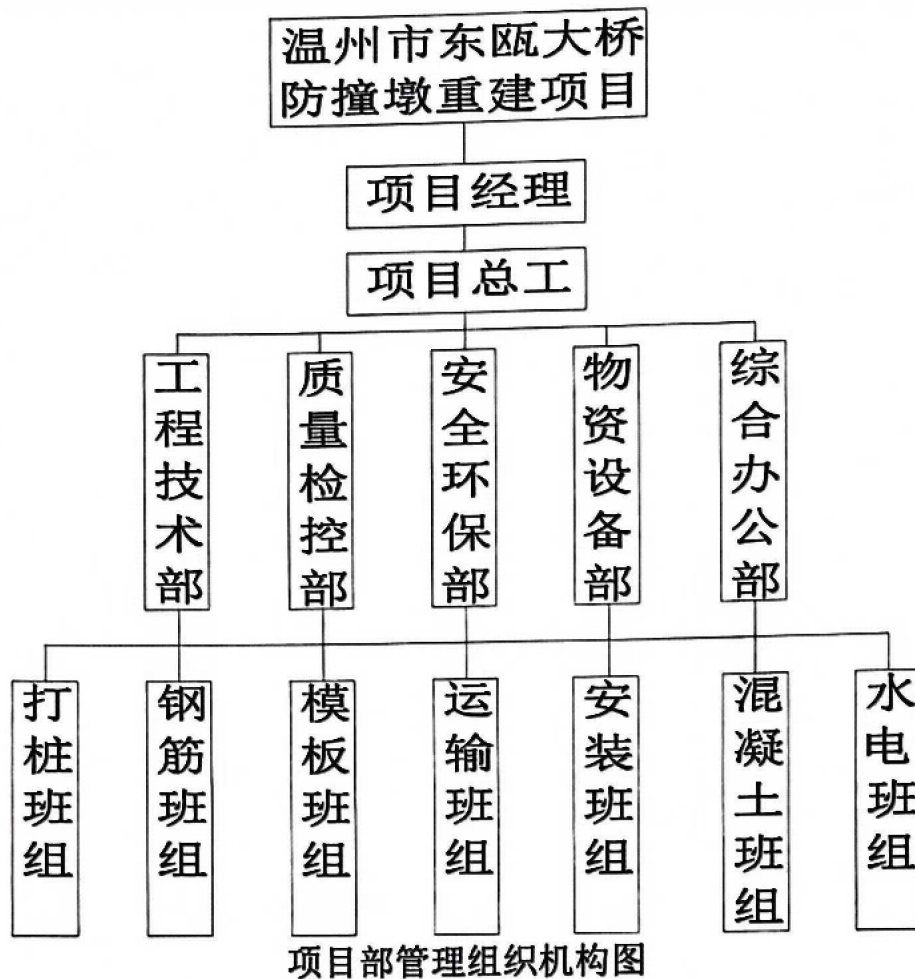 温州市东瓯大桥
防撞墩重建项目
项目经理
项目总工
工程技术部
质量检控部
安全环保部
物资设备部
综合办公部
打桩班组
钢筋班组
模板班组
运输班组
安装班组
混凝土班组
水电班组
项目部管理组织机构图